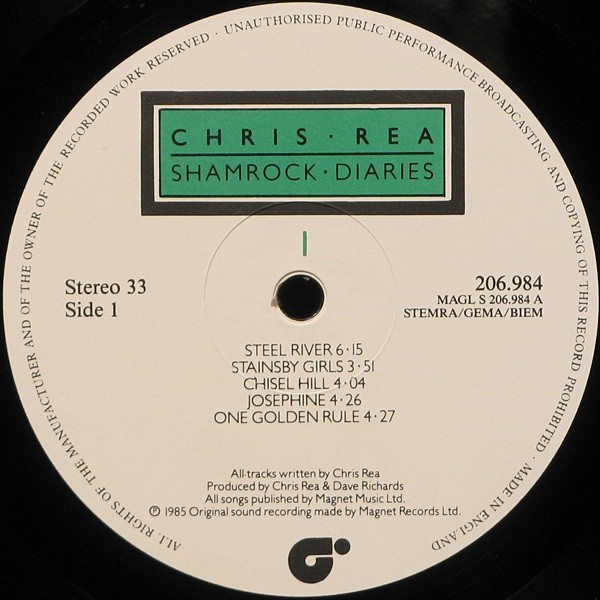 ALL RIGHTS OF THE MANUFACTURER AND OF THE OWNER OF THE RECORDED WORK RESERVED · UNAUTHORISED PUBLIC PERFORMANCE BROADCASTING AND COPYING OF THIS RECORD PROHIBITED · MADE IN ENGLAND
CHRIS · REA
SHAMROCK · DIARIES
I
Stereo 33
Side 1
206.984
MAGL S 206.984 A
STEMRA/GEMA/BIEM
STEEL RIVER 6·15
STAINSBY GIRLS 3·51
CHISEL HILL 4·04
JOSEPHINE 4·26
ONE GOLDEN RULE 4·27
All tracks written by Chris Rea
Produced by Chris Rea & Dave Richards
All songs published by Magnet Music Ltd.
℗ 1985 Original sound recording made by Magnet Records Ltd.